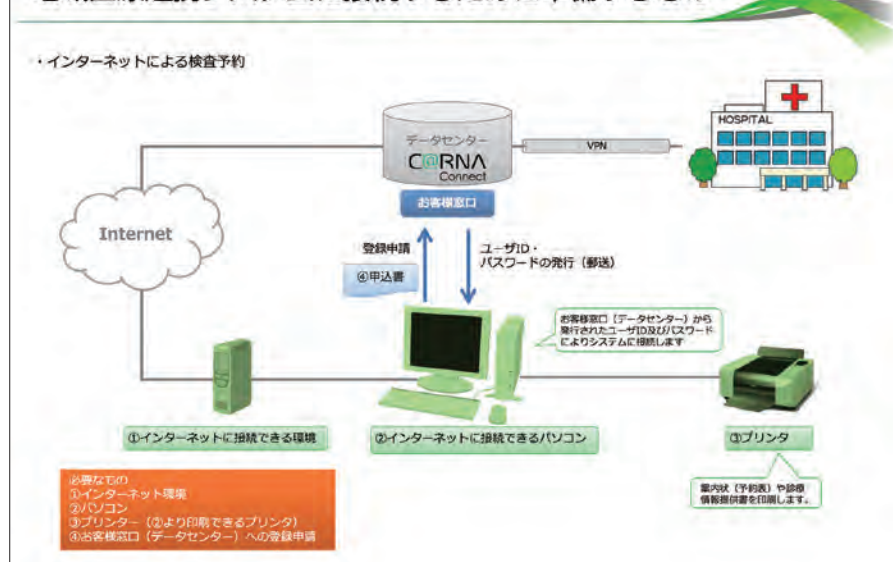 ・インターネットによる検査予約
HOSPITAL
データセンター
C@RNA
Connect
VPN
お客様窓口
Internet
登録申請
④申込書
ユーザID・
パスワードの発行（郵送）
お客様窓口（データセンター）から
発行されたユーザID及びパスワード
によりシステムに接続します
①インターネットに接続できる環境
②インターネットに接続できるパソコン
③プリンタ
案内状（予約表）や診療
情報提供書を印刷します。
必要なもの
①インターネット環境
②パソコン
③プリンター（②より印刷できるプリンタ）
④お客様窓口（データセンター）への登録申請